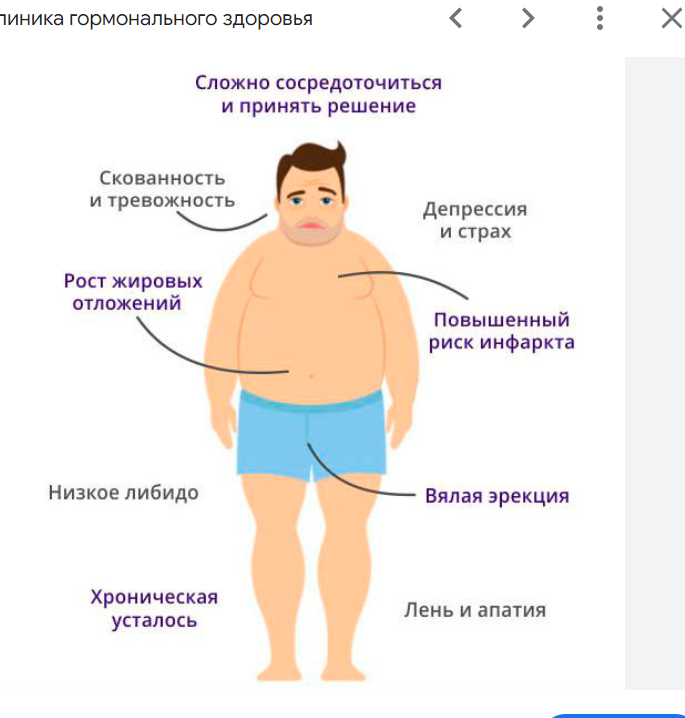 линика гормонального здоровья
Сложно сосредоточиться
и принять решение
Скованность
и тревожность
Депрессия
и страх
Рост жировых
отложений
Повышенный
риск инфаркта
Низкое либидо
Вялая эрекция
Хроническая
усталось
Лень и апатия